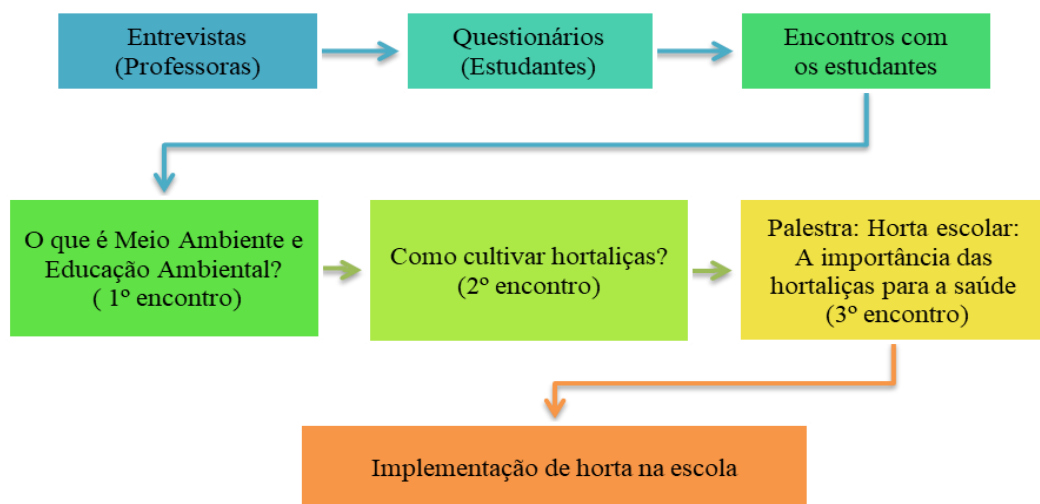 Entrevistas
(Professoras)
Questionários
(Estudantes)
Encontros com
os estudantes
O que é Meio Ambiente e
Educação Ambiental?
( 1º encontro)
Como cultivar hortaliças?
(2º encontro)
Palestra: Horta escolar:
A importância das
hortaliças para a saúde
(3º encontro)
Implementação de horta na escola